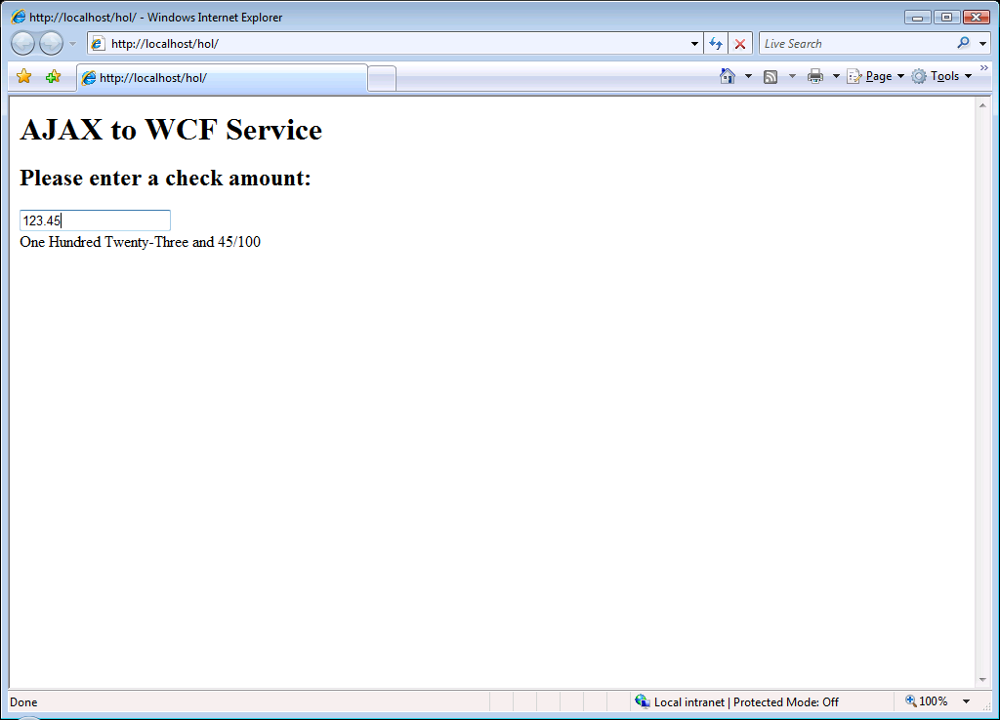 http://localhost/hol/ - Windows Internet Explorer
http://localhost/hol/
Live Search
http://localhost/hol/
Page
Tools
»
AJAX to WCF Service
Please enter a check amount:
123.45
One Hundred Twenty-Three and 45/100
Done
Local intranet | Protected Mode: Off
100%